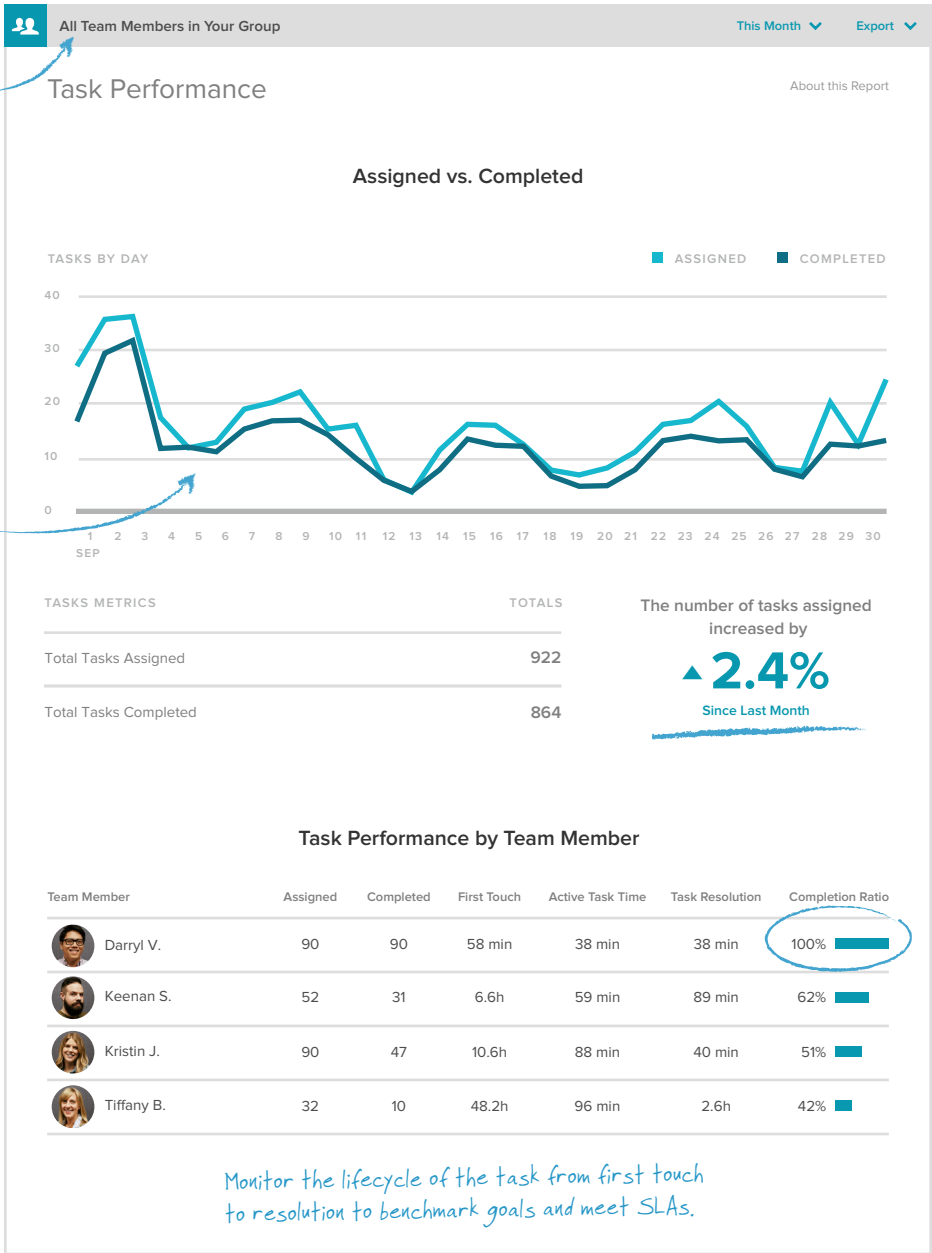 All Team Members in Your Group This Month Export
Task Performance About this Report
Assigned vs. Completed
TASKS BY DAY ASSIGNED COMPLETED
40
30
20
10
0
1 2 3 4 5 6 7 8 9 10 11 12 13 14 15 16 17 18 19 20 21 22 23 24 25 26 27 28 29 30
SEP
TASKS METRICS TOTALS
Total Tasks Assigned 922
Total Tasks Completed 864
The number of tasks assigned
increased by
2.4%
Since Last Month
Task Performance by Team Member
Team Member Assigned Completed First Touch Active Task Time Task Resolution Completion Ratio
Darryl V. 90 90 58 min 38 min 38 min 100%
Keenan S. 52 31 6.6h 59 min 89 min 62%
Kristin J. 90 47 10.6h 88 min 40 min 51%
Tiffany B. 32 10 48.2h 96 min 2.6h 42%
Monitor the lifecycle of the task from first touch
to resolution to benchmark goals and meet SLAs.